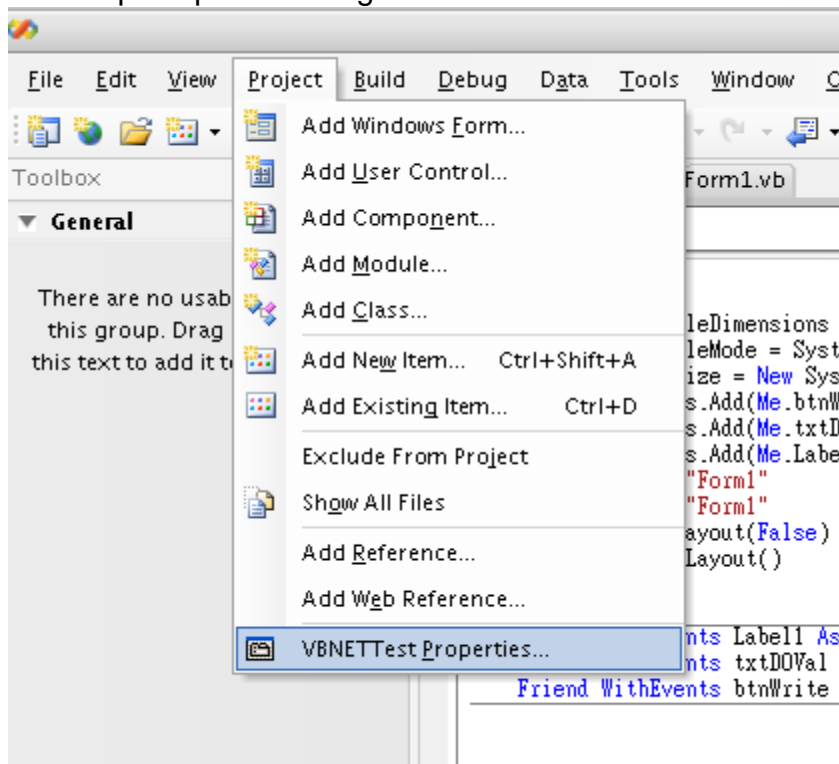 File Edit View Project Build Debug Data Tools Window
Toolbox
Form1.vb
General
There are no usab
this group. Drag
this text to add it t
Add Windows Form...
Add User Control...
Add Component...
Add Module...
Add Class...
Add New Item... Ctrl+Shift+A
Add Existing Item... Ctrl+D
Exclude From Project
Show All Files
Add Reference...
Add Web Reference...
VBNETTest Properties...
leDimensions
leMode = Syst
ize = New Sys
s.Add(Me.btnW
s.Add(Me.txtD
s.Add(Me.Labe
"Form1"
"Form1"
ayout(False)
Layout()
nts Label1 As
nts txtDOVal
Friend WithEvents btnWrite